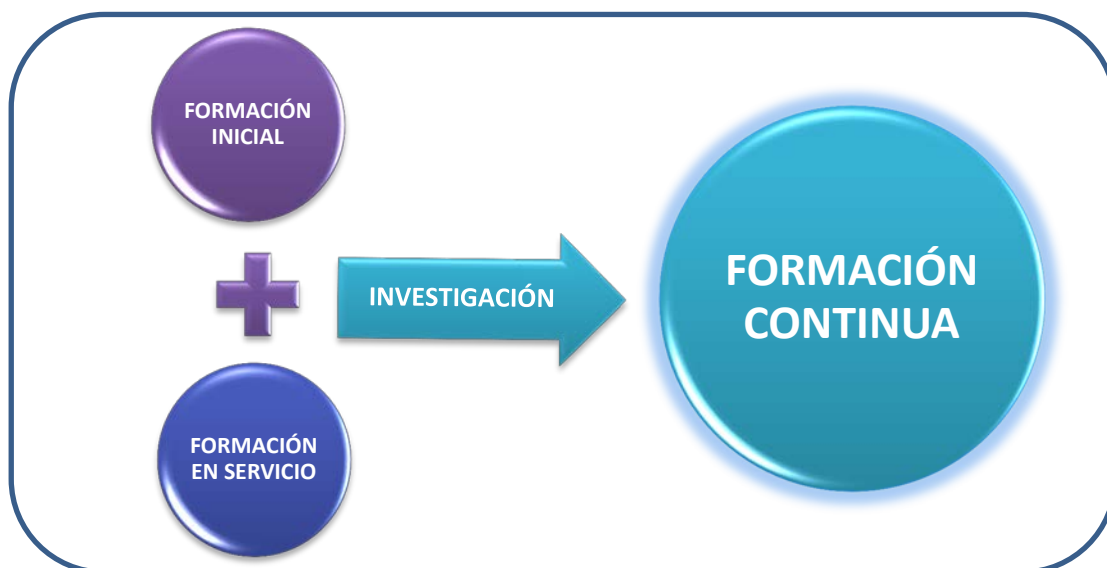 FORMACIÓN
INICIAL
INVESTIGACIÓN
FORMACIÓN
EN SERVICIO
FORMACIÓN
CONTINUA